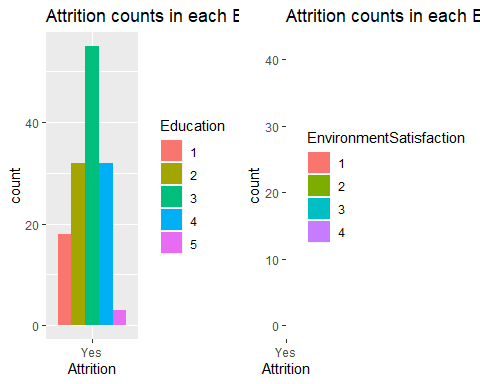 Attrition counts in each E
40
20
0
count
Yes
Attrition
Education
1
2
3
4
5
Attrition counts in each E
40
30
20
10
0
count
Yes
Attrition
EnvironmentSatisfaction
1
2
3
4